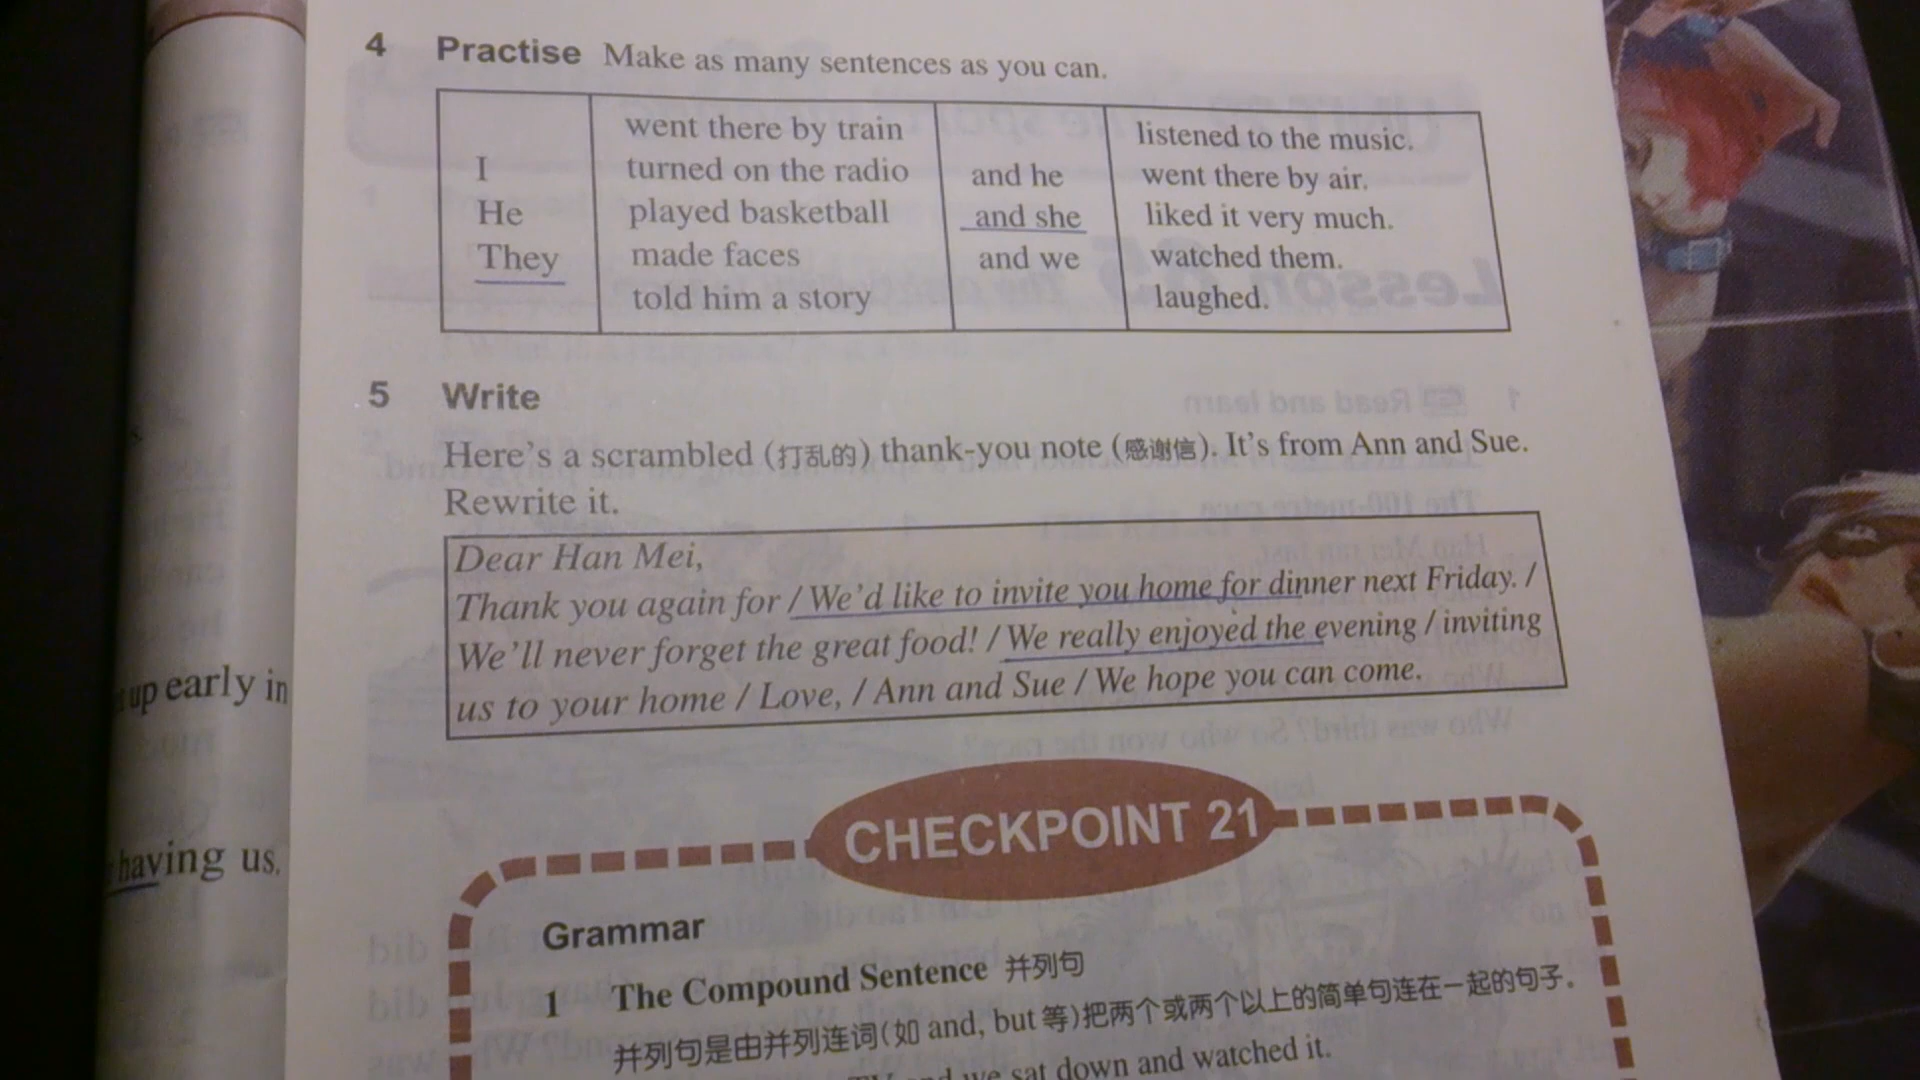 4 Practise Make as many sentences as you can.
went there by train
listened to the music.
I
turned on the radio
and he
went there by air.
He
played basketball
and she
liked it very much.
They
made faces
and we
watched them.
told him a story
laughed.
5 Write
Here's a scrambled (打乱的) thank-you note (感谢信). It's from Ann and Sue.
Rewrite it.
Dear Han Mei,
Thank you again for / We'd like to invite you home for dinner next Friday. /
We'll never forget the great food! / We really enjoyed the evening / inviting
us to your home / Love, / Ann and Sue / We hope you can come.
up early in
having us.
CHECKPOINT 21
Grammar
1 The Compound Sentence 并列句
并列句是由并列连词(如 and, but 等)把两个或两个以上的简单句连在一起的句子。
we sat down and watched it.